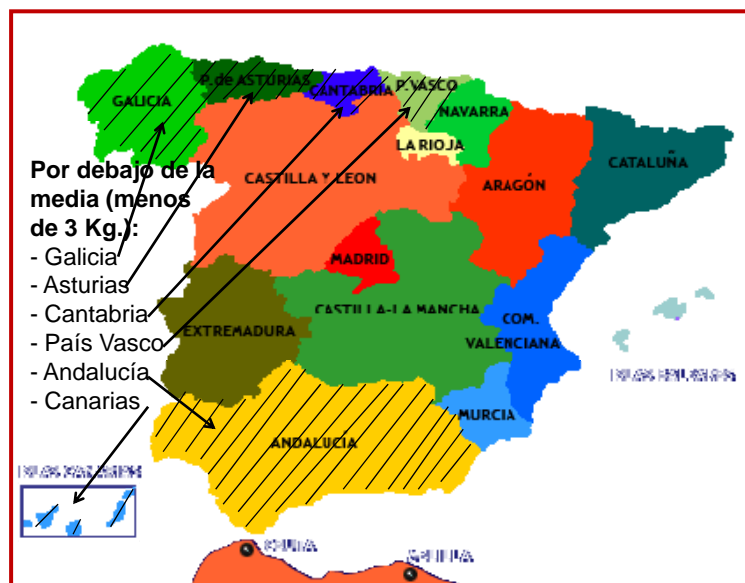 P. de ASTURIAS
CANTABRIA
P. VASCO
GALICIA
NAVARRA
LA RIOJA
CATALUÑA
Por debajo de la
media (menos
de 3 Kg.):
- Galicia
- Asturias
- Cantabria
- País Vasco
- Andalucía
- Canarias
CASTILLA Y LEON
ARAGÓN
MADRID
CASTILLA-LA MANCHA
EXTREMADURA
COM.
VALENCIANA
MURCIA
ANDALUCÍA